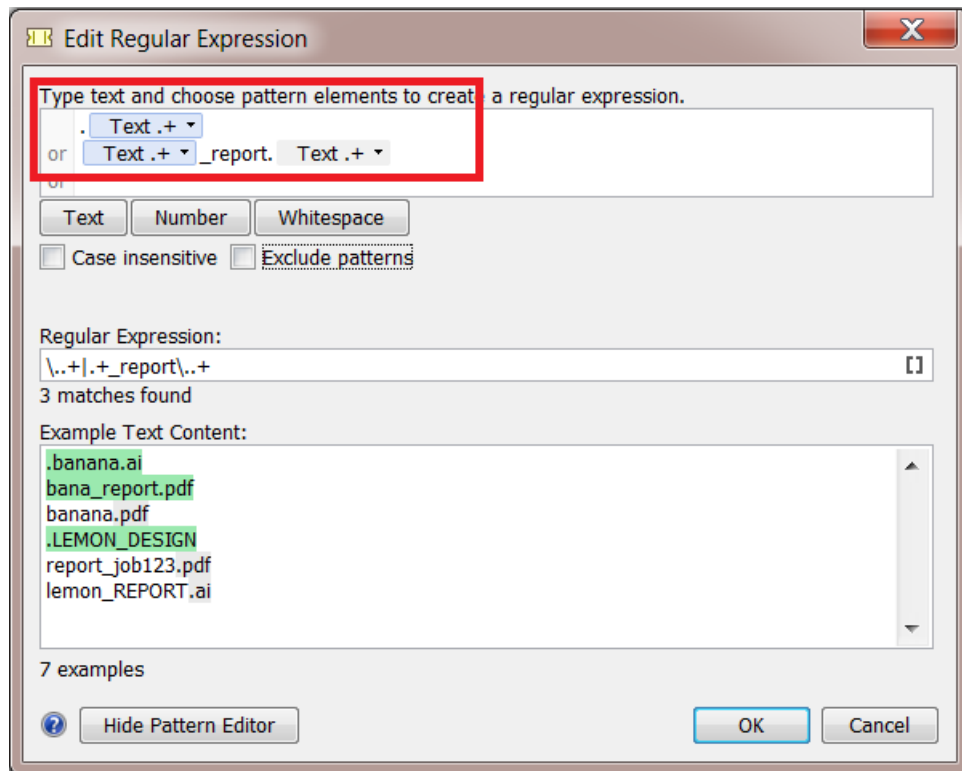 Edit Regular Expression
Type text and choose pattern elements to create a regular expression.
. Text .+
or Text .+ _report. Text .+
or
Text Number Whitespace
Case insensitive Exclude patterns
Regular Expression:
\..+|.+_report\..+
3 matches found
Example Text Content:
.banana.ai
bana_report.pdf
banana.pdf
.LEMON_DESIGN
report_job123.pdf
lemon_REPORT.ai
7 examples
Hide Pattern Editor OK Cancel